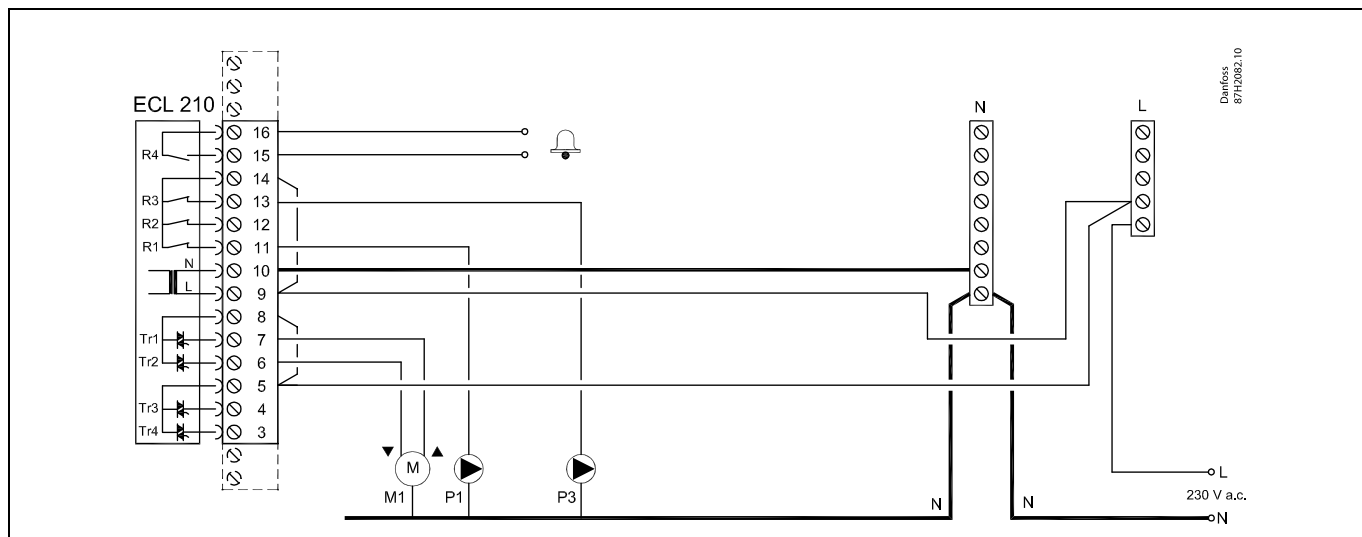 Danfoss
87H2082.10
ECL 210
N
L
16
R4
15
14
R3
13
R2
12
R1
11
N
10
L
9
8
Tr1
7
Tr2
6
5
Tr3
4
Tr4
3
M
M1
P1
P3
L
230 V a.c.
N
N
N